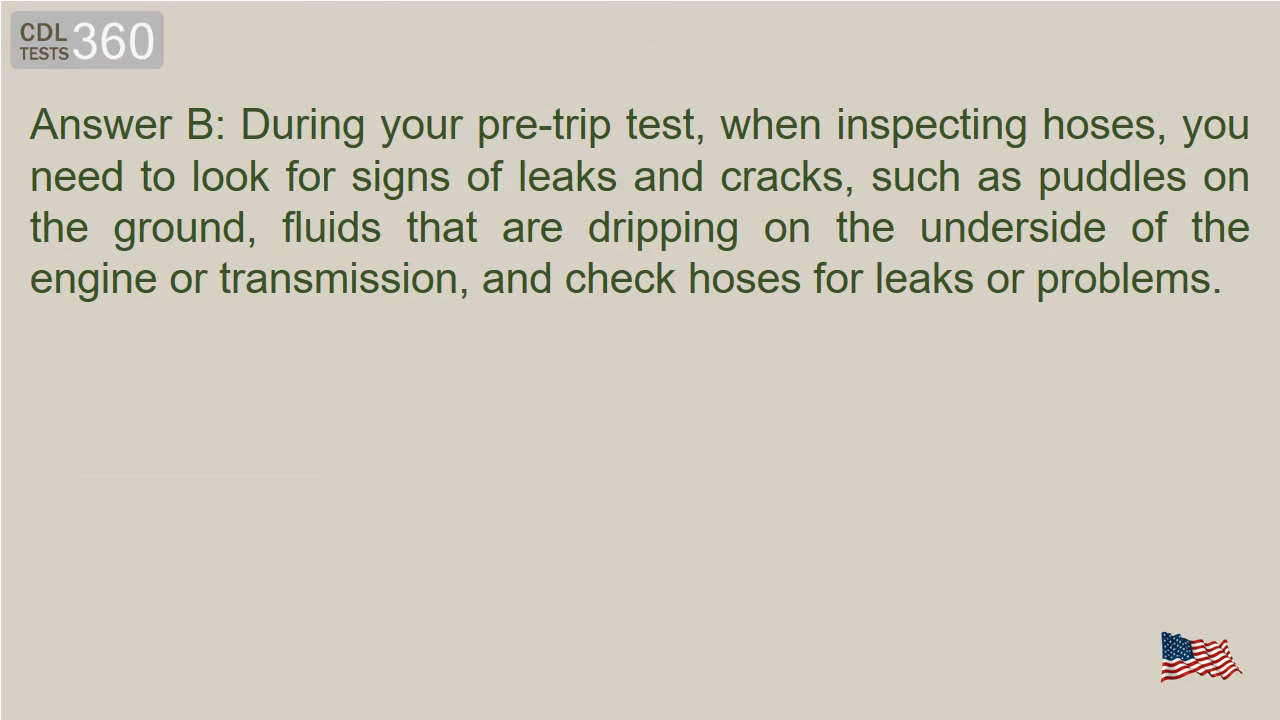 CDL
TESTS 360
Answer B: During your pre-trip test, when inspecting hoses, you
need to look for signs of leaks and cracks, such as puddles on
the ground, fluids that are dripping on the underside of the
engine or transmission, and check hoses for leaks or problems.